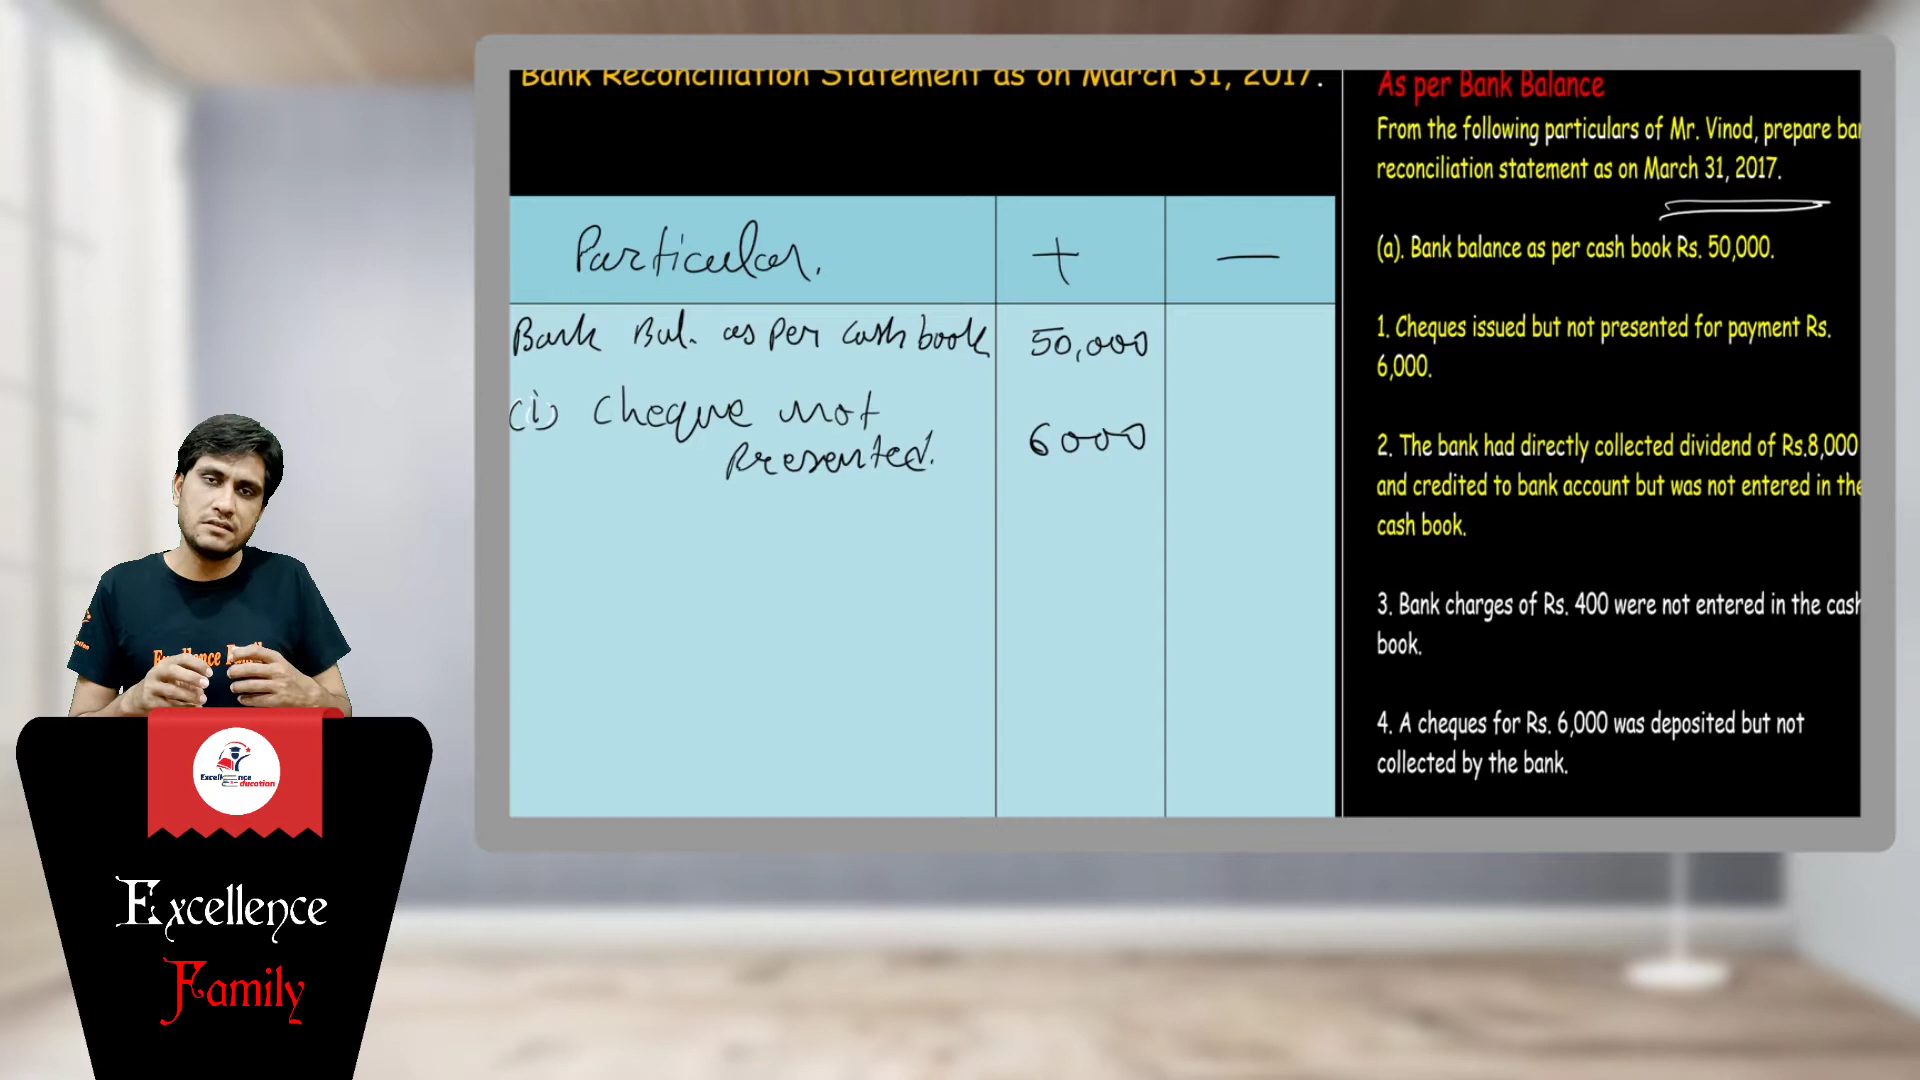 Bank Reconciliation Statement as on March 31, 2017.
Particular.
+
—
Bank Bal. as per cash book
50,000
(i) Cheque not
presented.
6000
As per Bank Balance
From the following particulars of Mr. Vinod, prepare ban
reconciliation statement as on March 31, 2017.
(a). Bank balance as per cash book Rs. 50,000.
1. Cheques issued but not presented for payment Rs.
6,000.
2. The bank had directly collected dividend of Rs.8,000
and credited to bank account but was not entered in the
cash book.
3. Bank charges of Rs. 400 were not entered in the cash
book.
4. A cheques for Rs. 6,000 was deposited but not
collected by the bank.
Excellence Family
Excellence
ducation
Excellence
Family